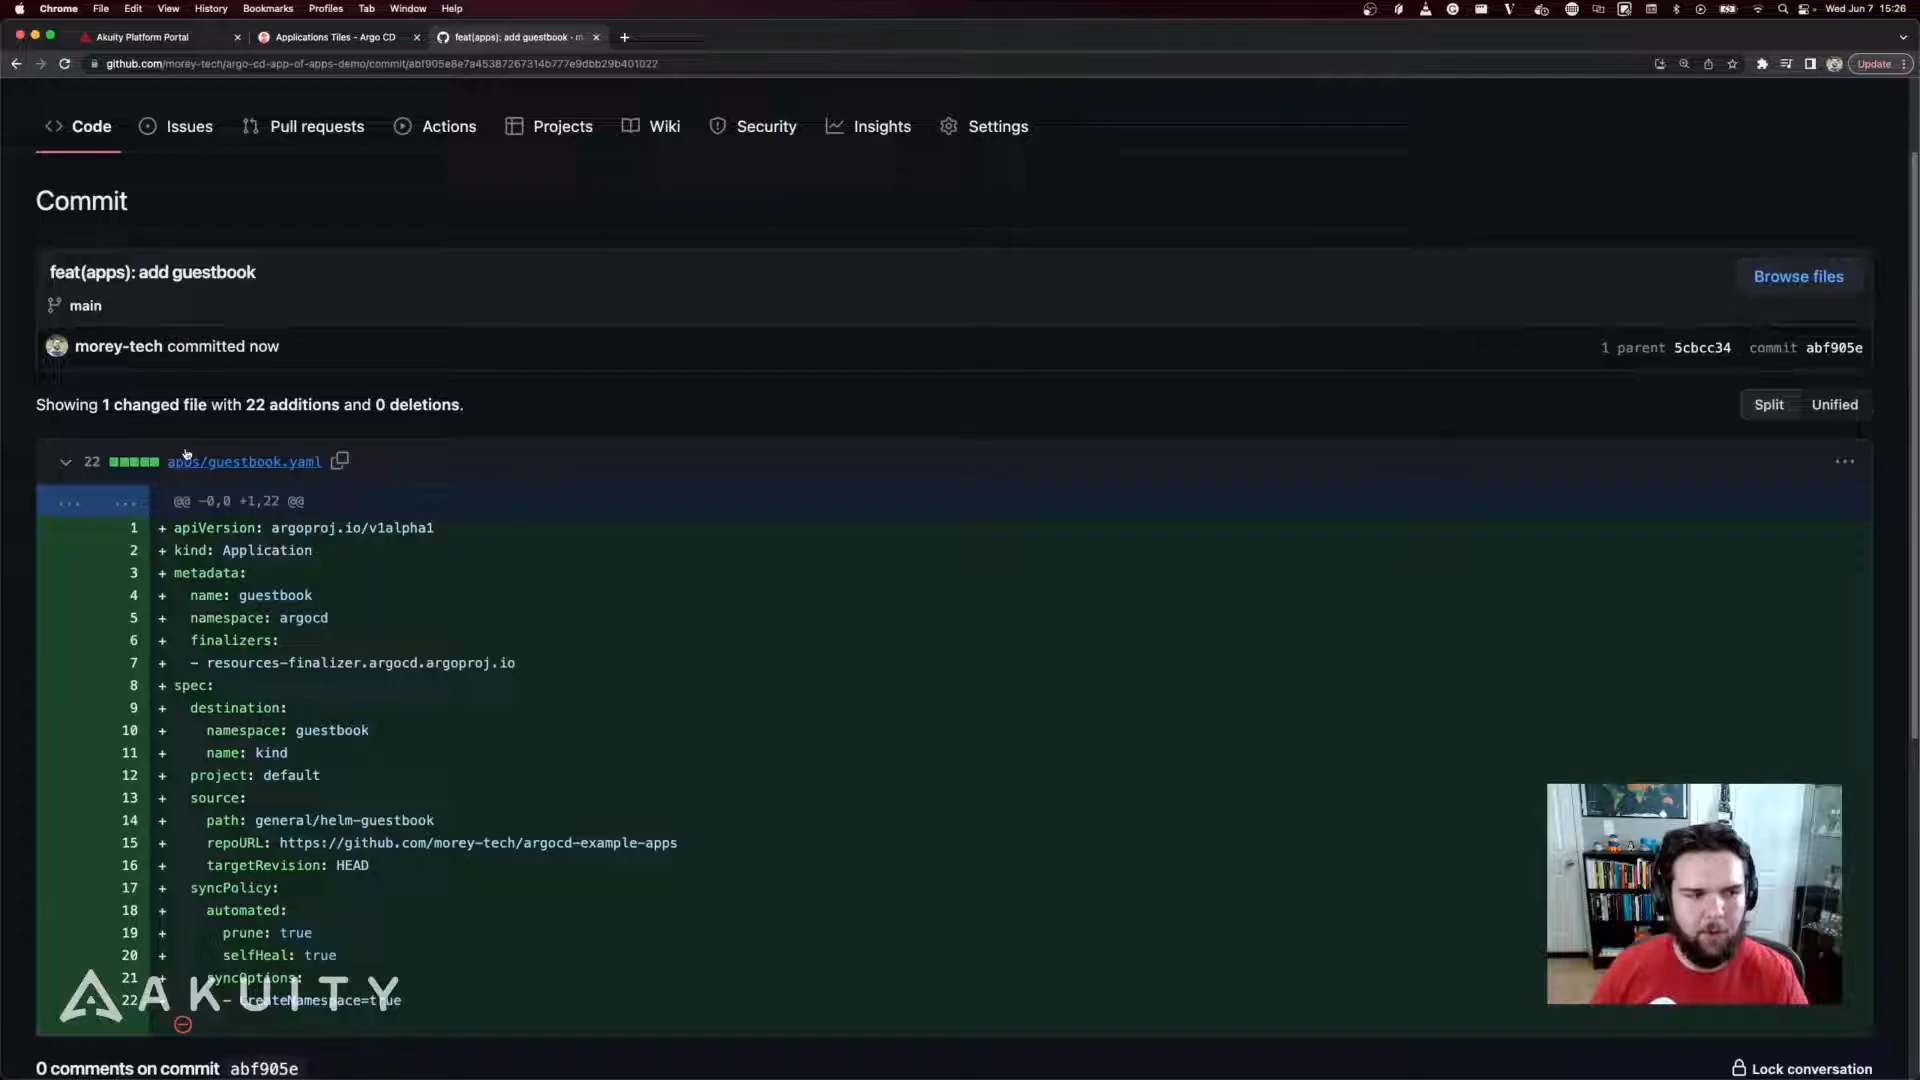 Chrome File Edit View History Bookmarks Profiles Tab Window Help
Wed Jun 7 15:26
Akuity Platform Portal
Applications Tiles - Argo CD
feat(apps): add guestbook · m
github.com/morey-tech/argo-cd-app-of-apps-demo/commit/abf905e8e7a45387267314b777e9dbb29b401022
Update
Code
Issues
Pull requests
Actions
Projects
Wiki
Security
Insights
Settings
Commit
feat(apps): add guestbook
Browse files
main
morey-tech committed now
1 parent 5cbcc34 commit abf905e
Showing 1 changed file with 22 additions and 0 deletions.
Split Unified
22 apps/guestbook.yaml
... ... @@ -0,0 +1,22 @@
1 + apiVersion: argoproj.io/v1alpha1
2 + kind: Application
3 + metadata:
4 + name: guestbook
5 + namespace: argocd
6 + finalizers:
7 + - resources-finalizer.argocd.argoproj.io
8 + spec:
9 + destination:
10 + namespace: guestbook
11 + name: kind
12 + project: default
13 + source:
14 + path: general/helm-guestbook
15 + repoURL: https://github.com/morey-tech/argocd-example-apps
16 + targetRevision: HEAD
17 + syncPolicy:
18 + automated:
19 + prune: true
20 + selfHeal: true
21 + syncOptions:
22 + - CreateNamespace=true
AKUITY
0 comments on commit abf905e
Lock conversation